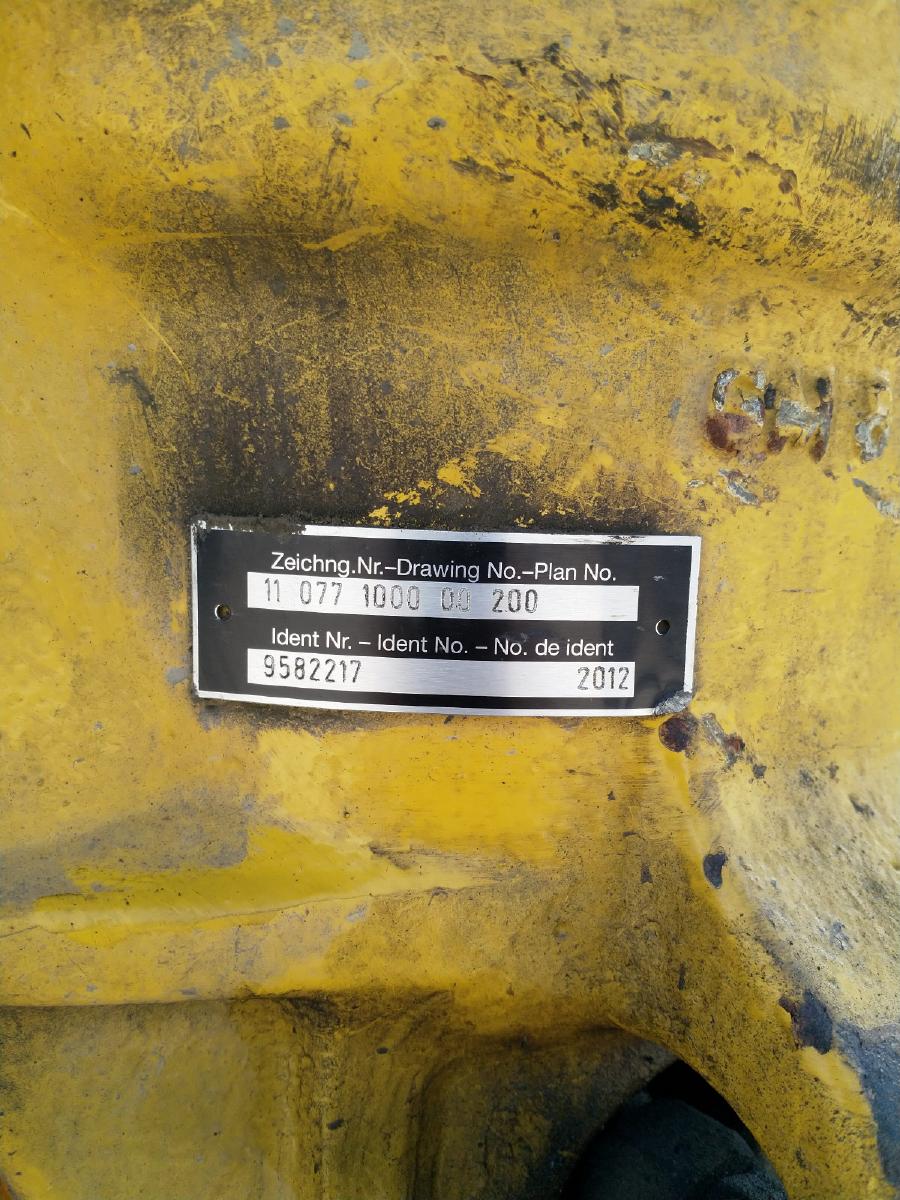 Zeichng.Nr.–Drawing No.–Plan No.
11 077 1000 00 200
Ident Nr. – Ident No. – No. de ident
9582217 2012